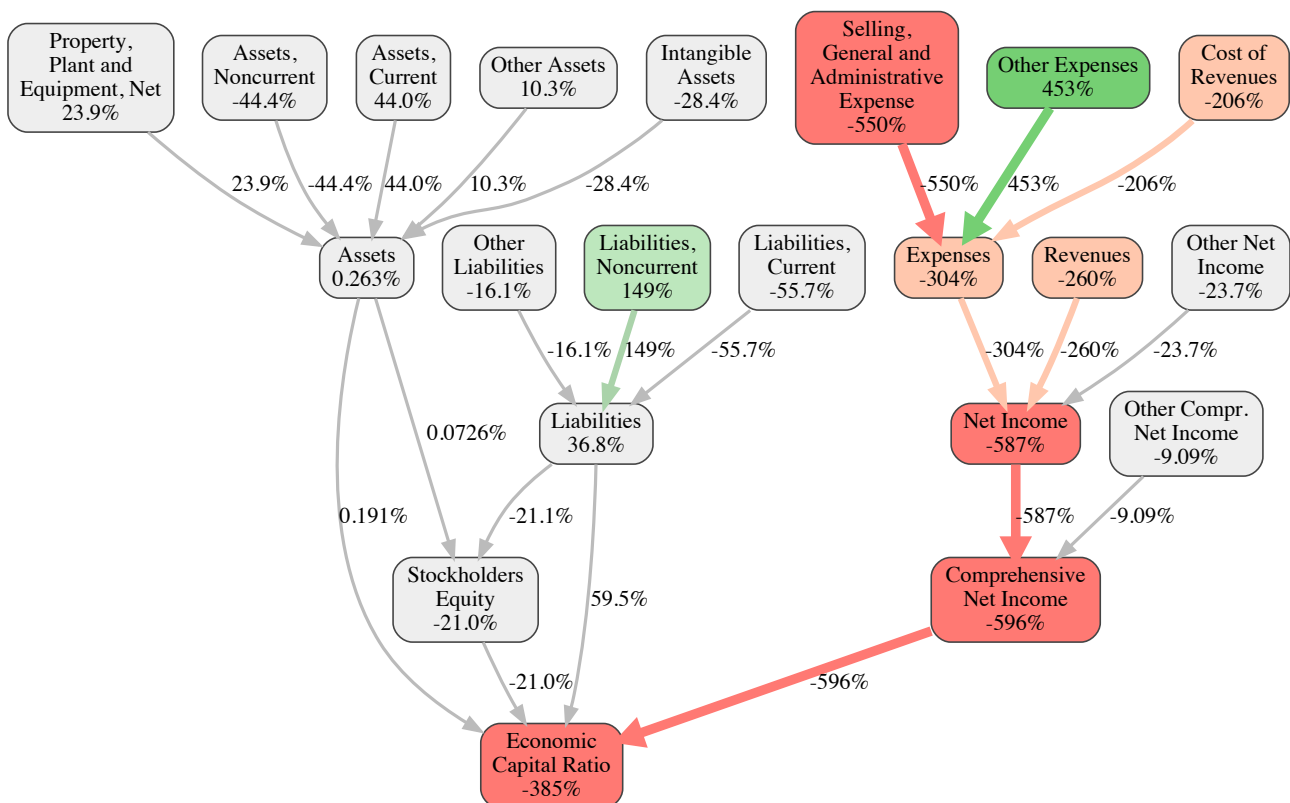 Property,
Plant and
Equipment, Net
23.9%
Assets,
Noncurrent
-44.4%
Assets,
Current
44.0%
Other Assets
10.3%
Intangible
Assets
-28.4%
Selling,
General and
Administrative
Expense
-550%
Other Expenses
453%
Cost of
Revenues
-206%
23.9%
-44.4%
44.0%
10.3%
-28.4%
-550%
453%
-206%
Assets
0.263%
Other
Liabilities
-16.1%
Liabilities,
Noncurrent
149%
Liabilities,
Current
-55.7%
Expenses
-304%
Revenues
-260%
Other Net
Income
-23.7%
-16.1%
149%
-55.7%
-304%
-260%
-23.7%
0.0726%
Liabilities
36.8%
Net Income
-587%
Other Compr.
Net Income
-9.09%
0.191%
-21.1%
-587%
-9.09%
Stockholders
Equity
-21.0%
59.5%
Comprehensive
Net Income
-596%
-21.0%
-596%
Economic
Capital Ratio
-385%